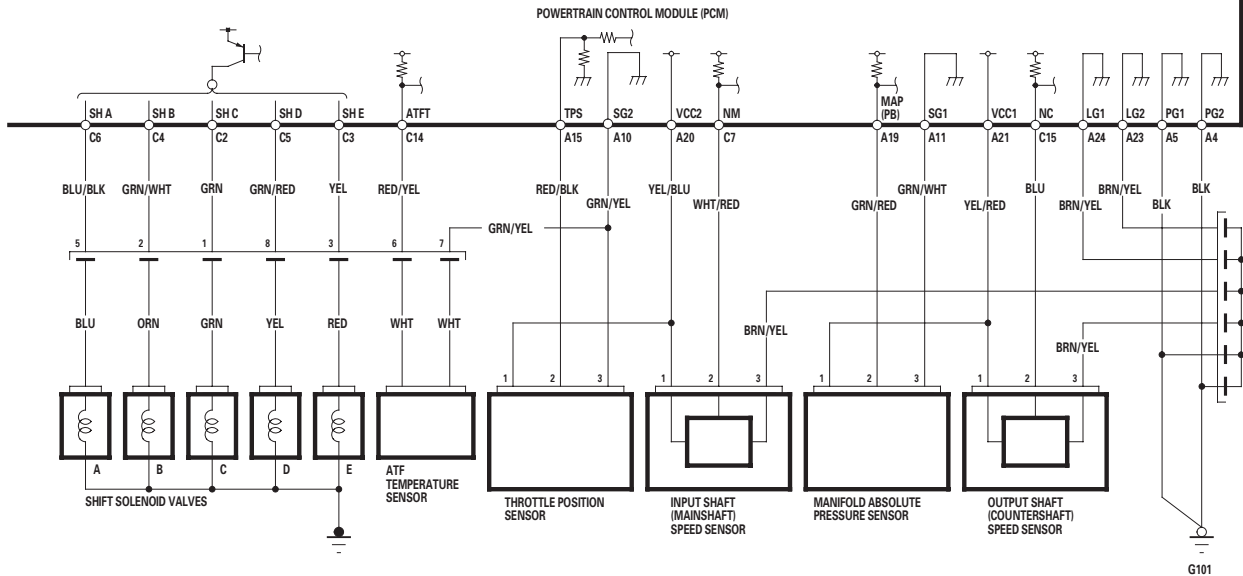 POWERTRAIN CONTROL MODULE (PCM)
SH A SH B SH C SH D SH E ATFT TPS SG2 VCC2 NM MAP (PB) SG1 VCC1 NC LG1 LG2 PG1 PG2
C6 C4 C2 C5 C3 C14 A15 A10 A20 C7 A19 A11 A21 C15 A24 A23 A5 A4
BLU/BLK GRN/WHT GRN GRN/RED YEL RED/YEL RED/BLK YEL/BLU GRN/WHT BLU BRN/YEL BLK
GRN/YEL WHT/RED GRN/RED YEL/RED BRN/YEL BLK
GRN/YEL
5 2 1 8 3 6 7
BLU ORN GRN YEL RED WHT WHT
BRN/YEL
BRN/YEL
1 2 3 1 2 3 1 2 3 1 2 3
A B C D E
SHIFT SOLENOID VALVES
ATF
TEMPERATURE
SENSOR
THROTTLE POSITION
SENSOR
INPUT SHAFT
(MAINSHAFT)
SPEED SENSOR
MANIFOLD ABSOLUTE
PRESSURE SENSOR
OUTPUT SHAFT
(COUNTERSHAFT)
SPEED SENSOR
G101